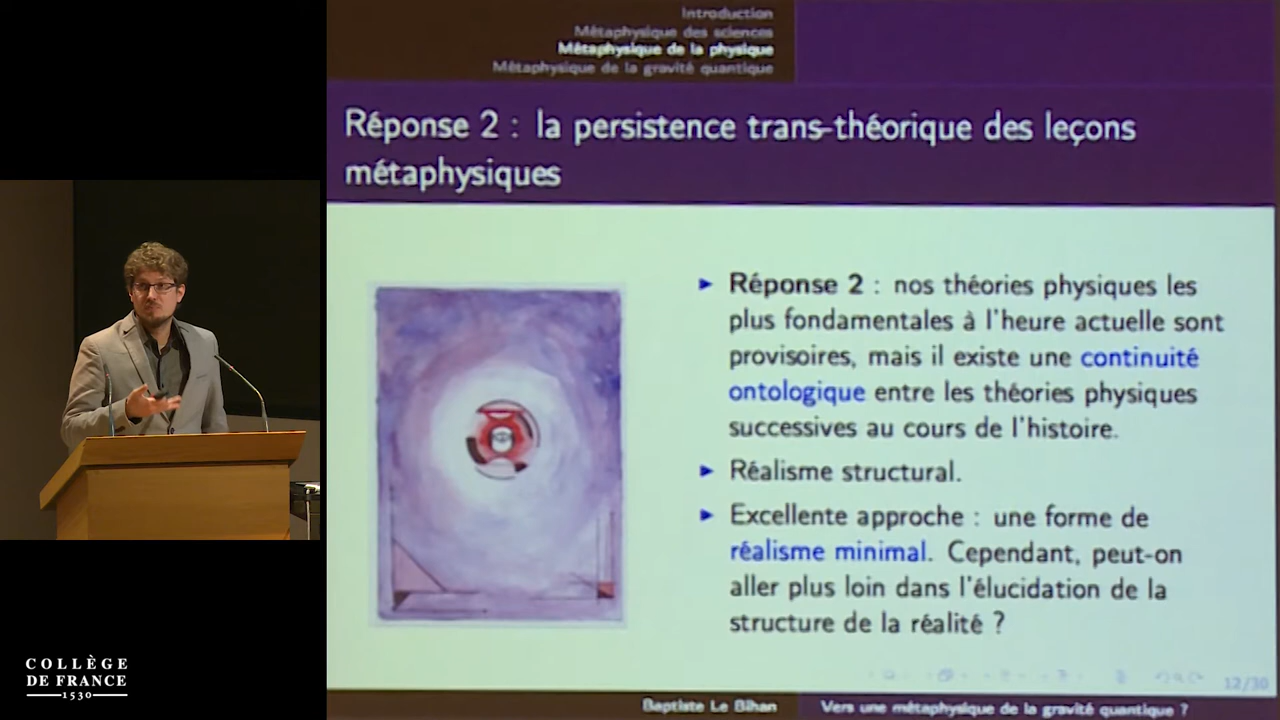 Introduction
Métaphysique des sciences
Métaphysique de la physique
Métaphysique de la gravité quantique
Réponse 2 : la persistence trans-théorique des leçons
métaphysiques
► Réponse 2 : nos théories physiques les
plus fondamentales à l'heure actuelle sont
provisoires, mais il existe une continuité
ontologique entre les théories physiques
successives au cours de l'histoire.
► Réalisme structural.
► Excellente approche : une forme de
réalisme minimal. Cependant, peut-on
aller plus loin dans l'élucidation de la
structure de la réalité ?
12/30
Baptiste Le Bihan
Vers une métaphysique de la gravité quantique ?
COLLÈGE
DE FRANCE
1530